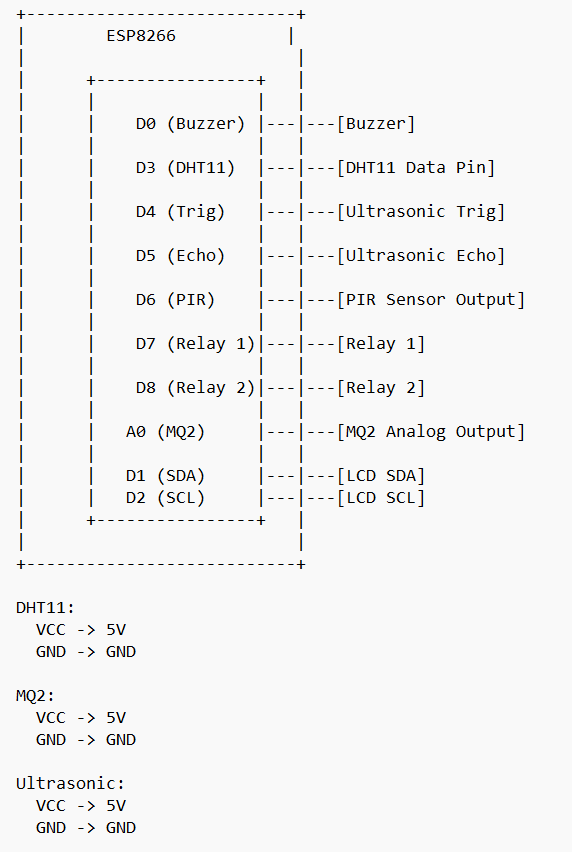 +---------------------------+
|        ESP8266           |
|                           |
|      +----------------+   |
|      |                |   |
|      |    D0 (Buzzer) |---|---[Buzzer]
|      |                |   |
|      |    D3 (DHT11)  |---|---[DHT11 Data Pin]
|      |                |   |
|      |    D4 (Trig)   |---|---[Ultrasonic Trig]
|      |                |   |
|      |    D5 (Echo)   |---|---[Ultrasonic Echo]
|      |                |   |
|      |    D6 (PIR)    |---|---[PIR Sensor Output]
|      |                |   |
|      |    D7 (Relay 1)|---|---[Relay 1]
|      |                |   |
|      |    D8 (Relay 2)|---|---[Relay 2]
|      |                |   |
|      |   A0 (MQ2)     |---|---[MQ2 Analog Output]
|      |                |   |
|      |   D1 (SDA)     |---|---[LCD SDA]
|      |   D2 (SCL)     |---|---[LCD SCL]
|      +----------------+   |
|                           |
+---------------------------+
DHT11:
  VCC -> 5V
  GND -> GND
MQ2:
  VCC -> 5V
  GND -> GND
Ultrasonic:
  VCC -> 5V
  GND -> GND